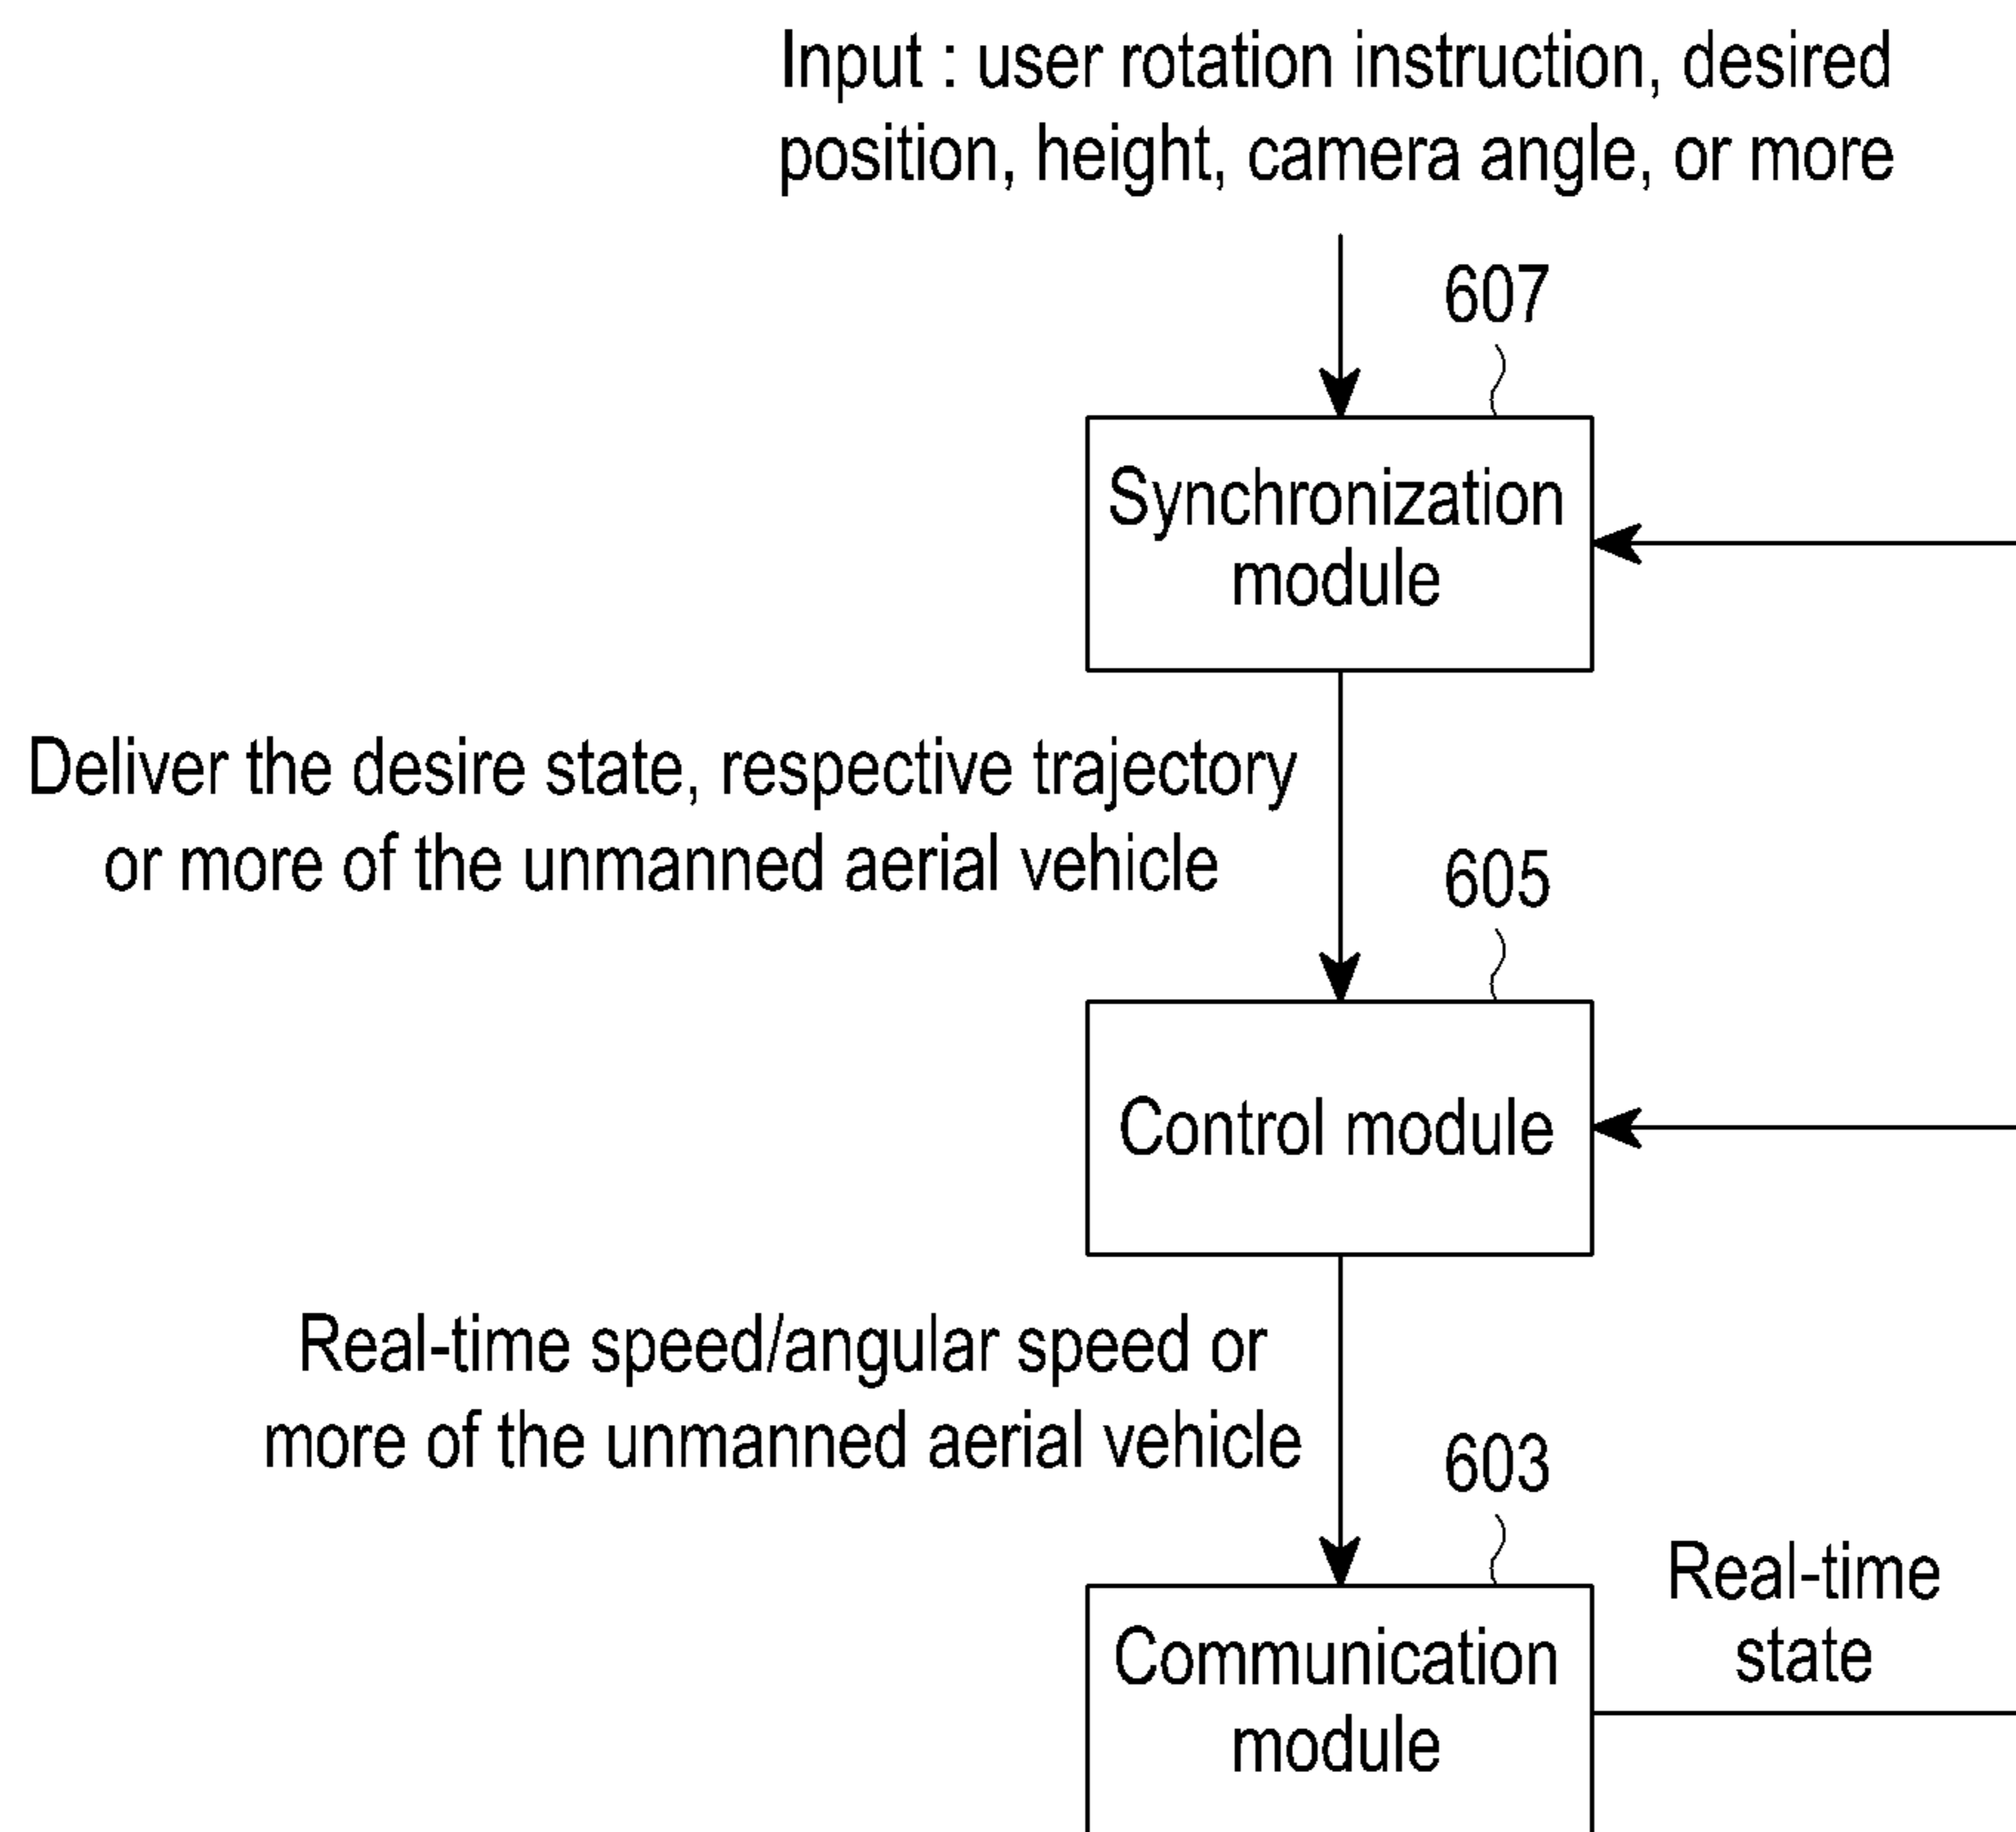 Input : user rotation instruction, desired
position, height, camera angle, or more
607
Synchronization
module
Deliver the desire state, respective trajectory
or more of the unmanned aerial vehicle
605
Control module
Real-time speed/angular speed or
more of the unmanned aerial vehicle
603
Communication
module
Real-time
state